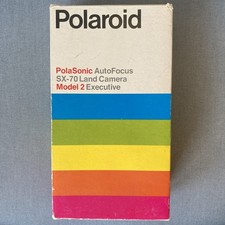 Polaroid
PolaSonic AutoFocus
SX-70 Land Camera
Model 2 Executive